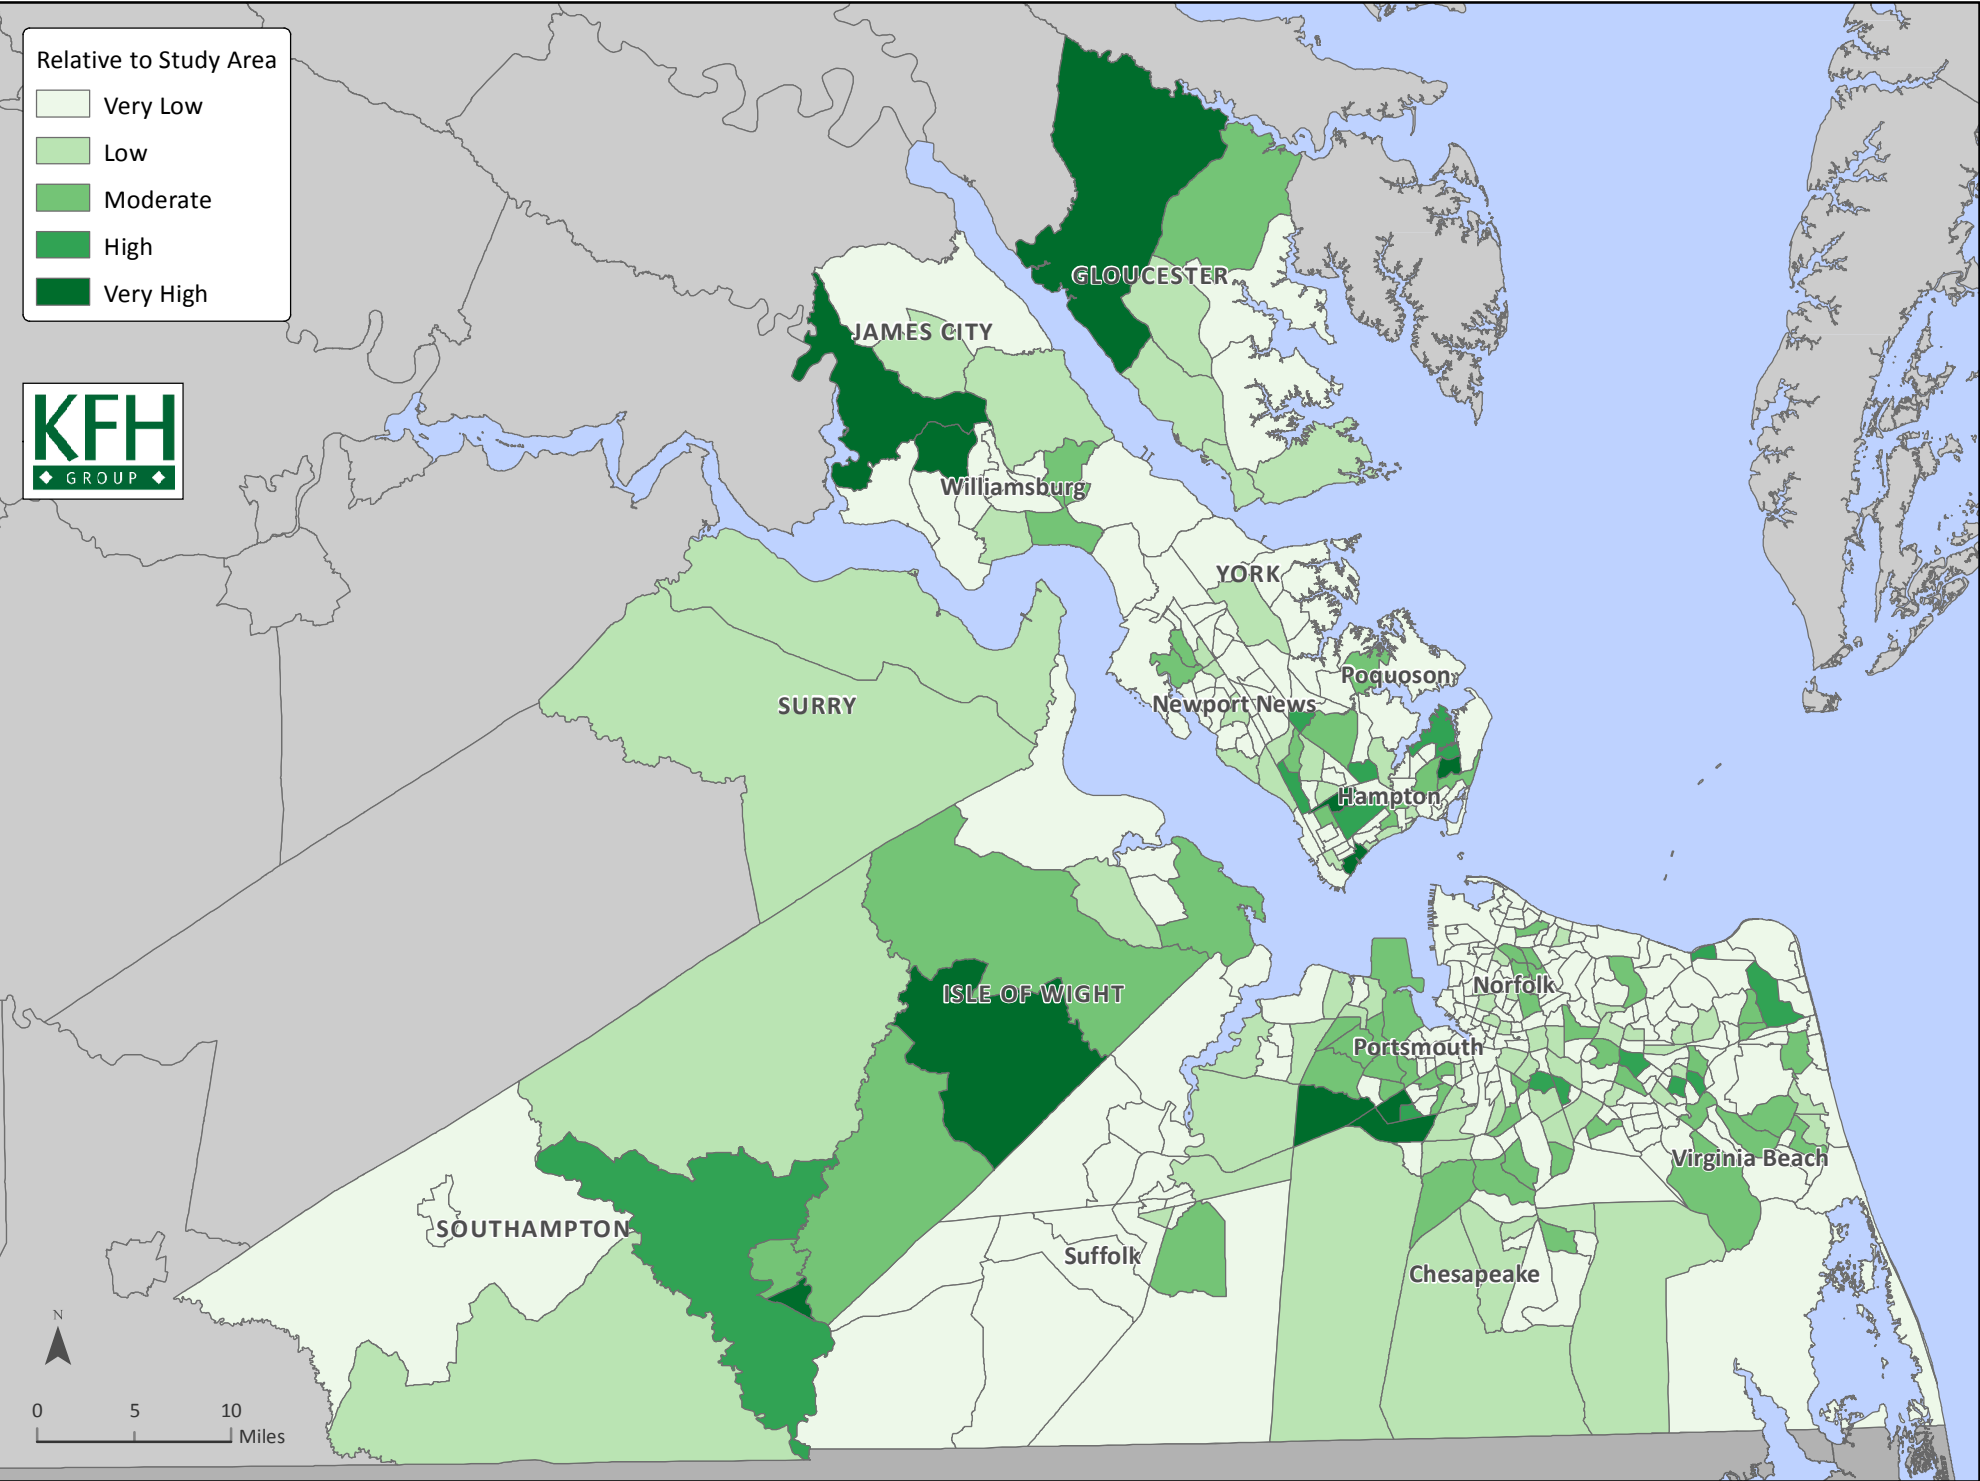 Relative to Study Area
Very Low
Low
Moderate
High
Very High
KFH
GROUP
GLOUCESTER
JAMES CITY
Williamsburg
YORK
SURRY
Poquoson
Newport News
Hampton
ISLE OF WIGHT
Norfolk
Portsmouth
Virginia Beach
SOUTHAMPTON
Suffolk
Chesapeake
N
0 5 10
Miles